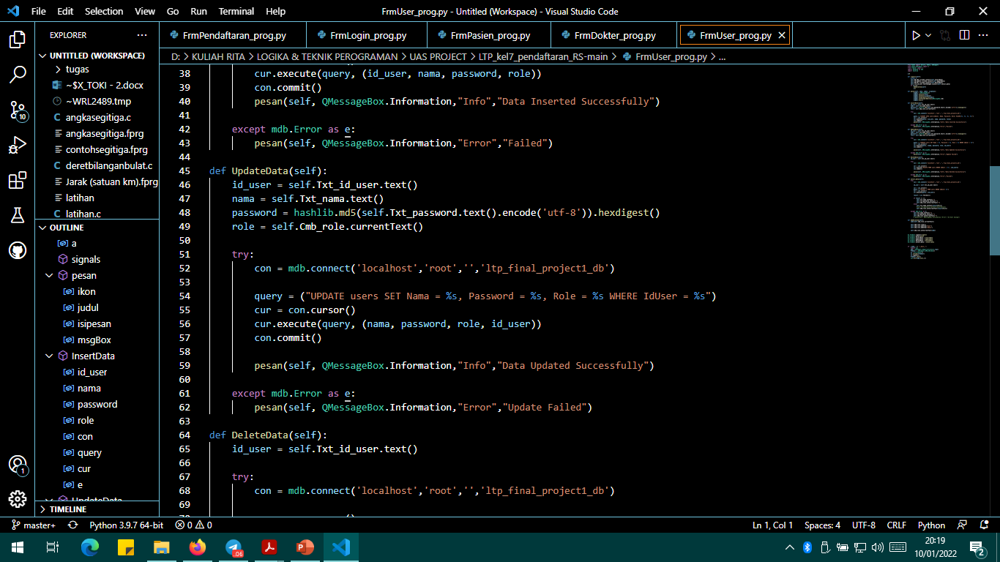 File Edit Selection View Go Run Terminal Help FrmUser_prog.py - Untitled (Workspace) - Visual Studio Code
EXPLORER ...
UNTITLED (WORKSPACE)
tugas
~$X_TOKI - 2.docx
~WRL2489.tmp
angkasegitiga.c
angkasegitiga.fprg
contohsegitiga.fprg
deretbilanganbulat.c
Jarak (satuan km).fprg
latihan
latihan.c
OUTLINE
a
signals
pesan
ikon
judul
isipesan
msgBox
InsertData
id_user
nama
password
role
con
query
cur
e
UpdateData
TIMELINE
10
1
FrmPendaftaran_prog.py FrmLogin_prog.py FrmPasien_prog.py FrmDokter_prog.py FrmUser_prog.py
D: > KULIAH RITA > LOGIKA & TEKNIK PEROGRAMAN > UAS PROJECT > LTP_kel7_pendaftaran_RS-main > FrmUser_prog.py > ...
38 cur.execute(query, (id_user, nama, password, role))
39 con.commit()
40 pesan(self, QMessageBox.Information,"Info","Data Inserted Successfully")
41
42 except mdb.Error as e:
43 pesan(self, QMessageBox.Information,"Error","Failed")
44
45 def UpdateData(self):
46 id_user = self.Txt_id_user.text()
47 nama = self.Txt_nama.text()
48 password = hashlib.md5(self.Txt_password.text().encode('utf-8')).hexdigest()
49 role = self.Cmb_role.currentText()
50
51 try:
52 con = mdb.connect('localhost','root','','ltp_final_project1_db')
53
54 query = ("UPDATE users SET Nama = %s, Password = %s, Role = %s WHERE IdUser = %s")
55 cur = con.cursor()
56 cur.execute(query, (nama, password, role, id_user))
57 con.commit()
58
59 pesan(self, QMessageBox.Information,"Info","Data Updated Successfully")
60
61 except mdb.Error as e:
62 pesan(self, QMessageBox.Information,"Error","Update Failed")
63
64 def DeleteData(self):
65 id_user = self.Txt_id_user.text()
66
67 try:
68 con = mdb.connect('localhost','root','','ltp_final_project1_db')
69
master+ Python 3.9.7 64-bit 0 0 Ln 1, Col 1 Spaces: 4 UTF-8 CRLF Python
.06
20:19
10/01/2022
2